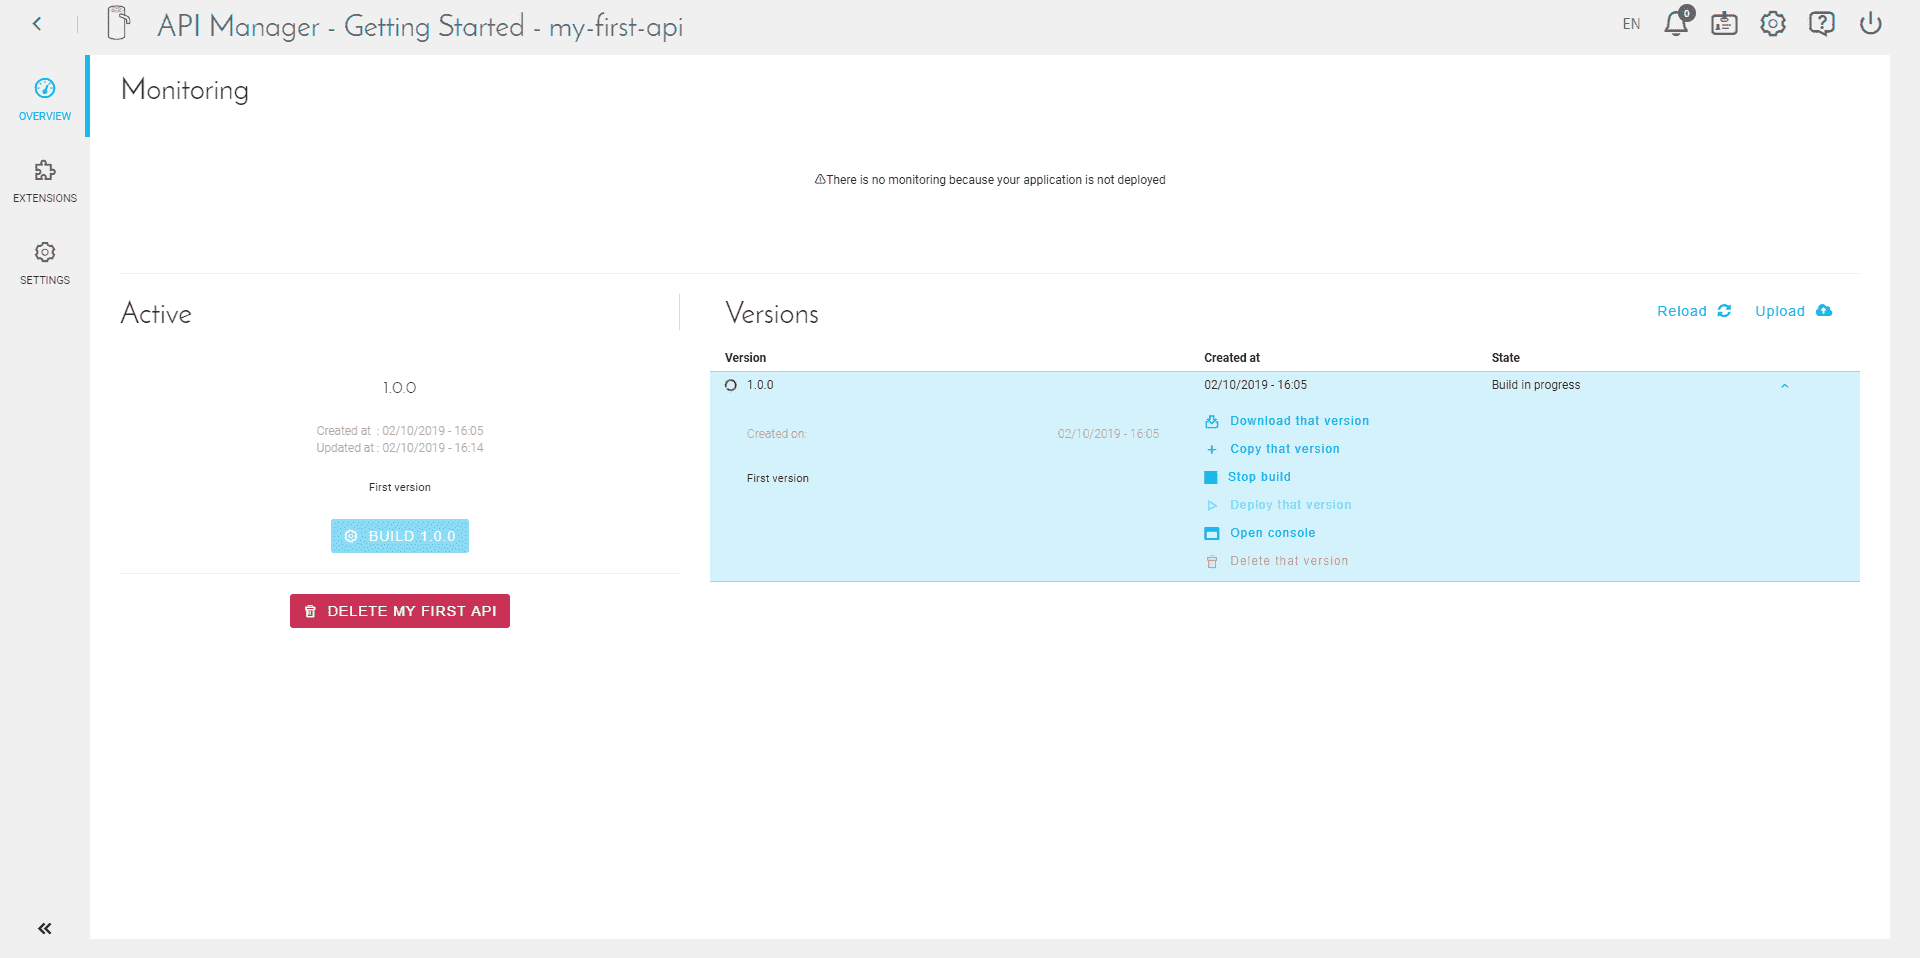 API Manager - Getting Started - my-first-api
EN
0
OVERVIEW
EXTENSIONS
SETTINGS
Monitoring
There is no monitoring because your application is not deployed
Active
1.0.0
Created at : 02/10/2019 - 16:05
Updated at : 02/10/2019 - 16:14
First version
BUILD 1.0.0
DELETE MY FIRST API
Versions
Reload
Upload
Version Created at State
1.0.0 02/10/2019 - 16:05 Build in progress
Created on: 02/10/2019 - 16:05
First version
Download that version
Copy that version
Stop build
Deploy that version
Open console
Delete that version